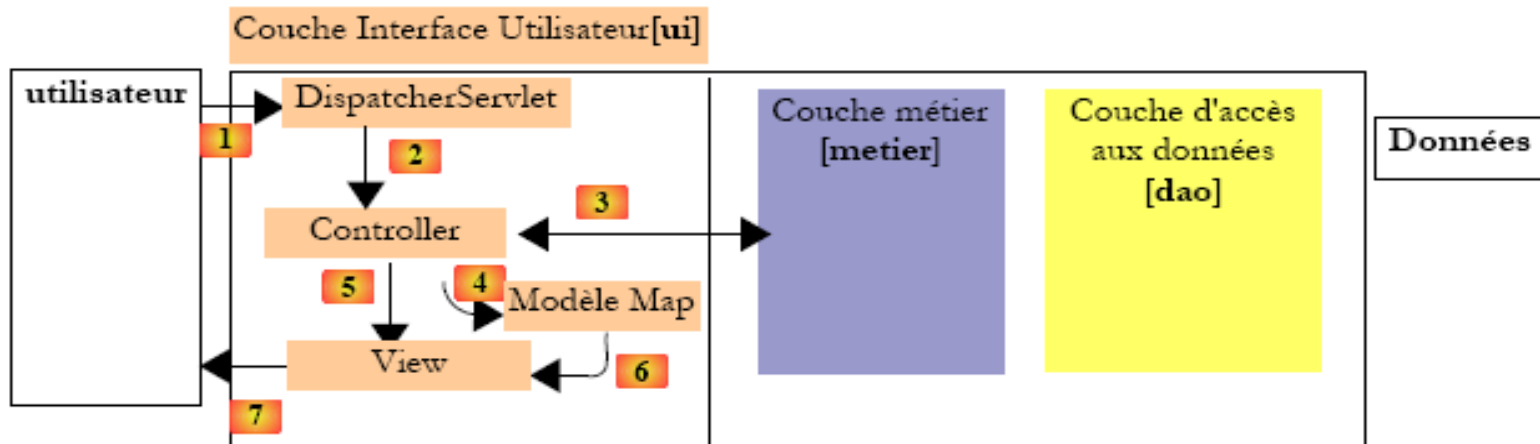 Couche Interface Utilisateur[ui]
utilisateur
DispatcherServlet
1
2
Controller
3
5
4
Modèle Map
View
6
7
Couche métier
[metier]
Couche d'accès
aux données
[dao]
Données